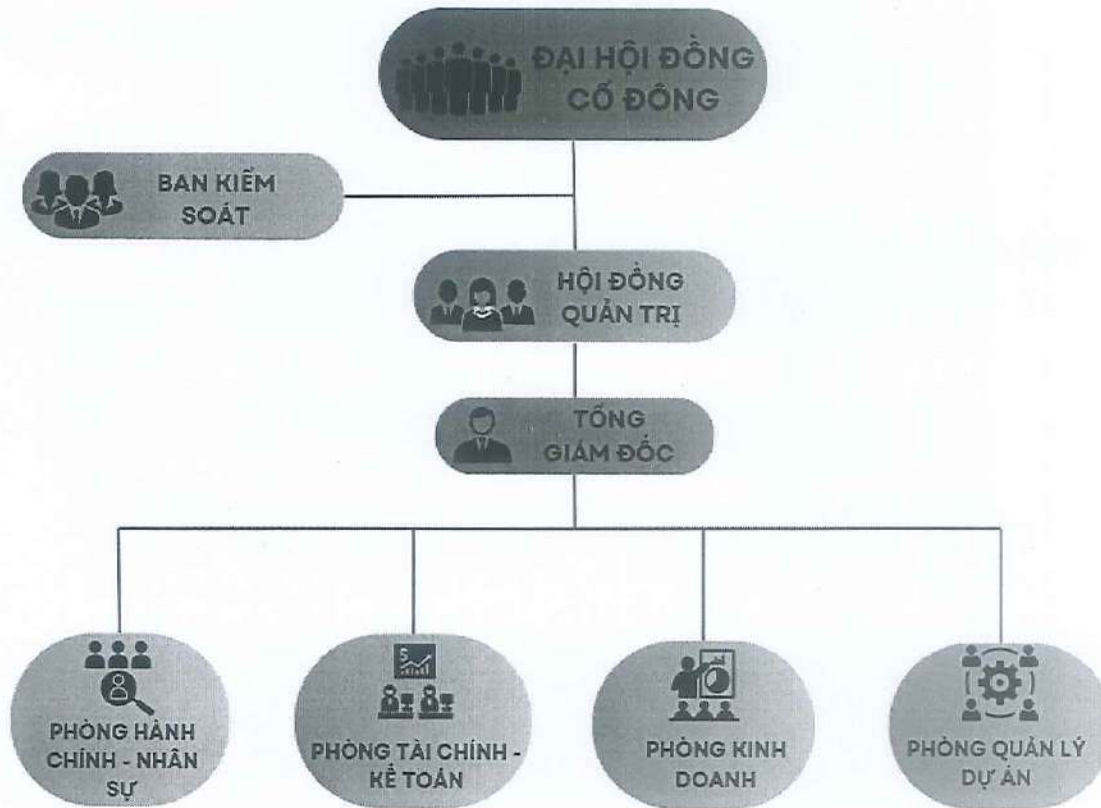 ĐẠI HỘI ĐỒNG
CỔ ĐÔNG
BAN KIỂM
SOÁT
HỘI ĐỒNG
QUẢN TRỊ
TỔNG
GIÁM ĐỐC
PHÒNG HÀNH
CHÍNH - NHÂN
SỰ
PHÒNG TÀI CHÍNH -
KẾ TOÁN
PHÒNG KINH
DOANH
PHÒNG QUẢN LÝ
DỰ ÁN